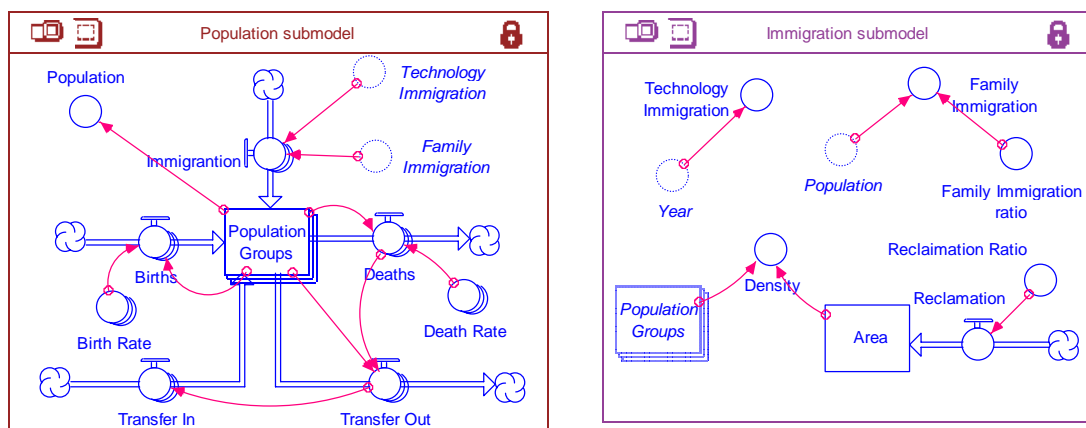 Population submodel
Population
Technology
Immigration
Immigrantion
Family
Immigration
Population
Groups
Births
Deaths
Birth Rate
Death Rate
Transfer In
Transfer Out
Immigration submodel
Technology
Immigration
Family
Immigration
Year
Population
Family Immigration
ratio
Reclaimation Ratio
Density
Reclamation
Population
Groups
Area